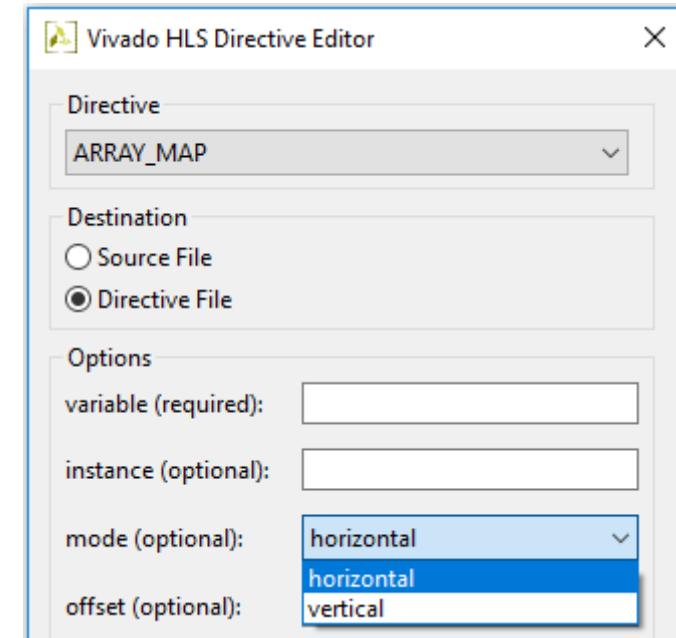 Vivado HLS Directive Editor
Directive
ARRAY_MAP
Destination
Source File
Directive File
Options
variable (required):
instance (optional):
mode (optional): horizontal
horizontal
vertical
offset (optional):